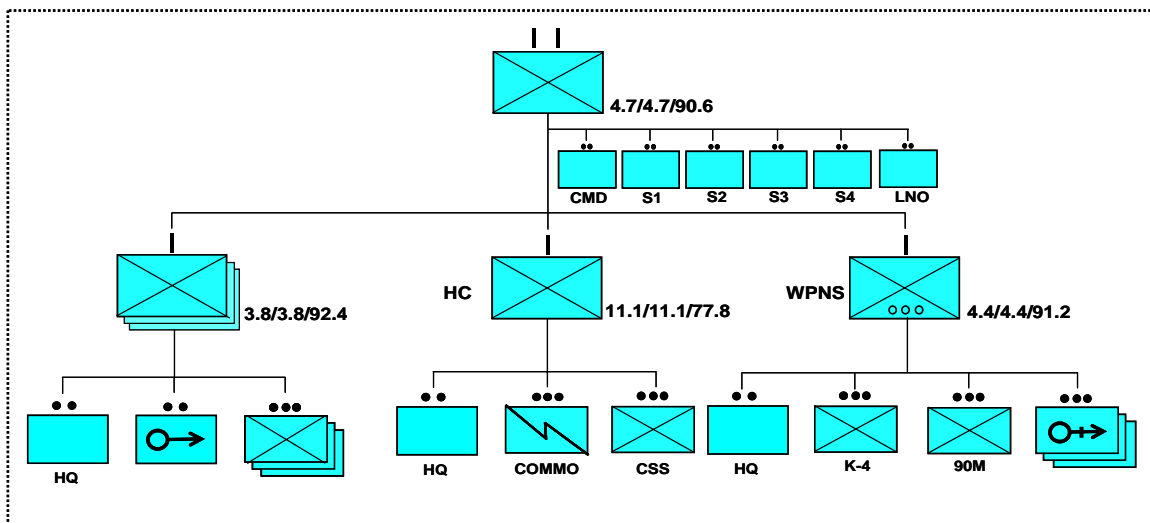 4.7/4.7/90.6
CMD S1 S2 S3 S4 LNO
3.8/3.8/92.4
HC
11.1/11.1/77.8
WPNS
4.4/4.4/91.2
HQ
HQ
COMMO
CSS
HQ
K-4
90M